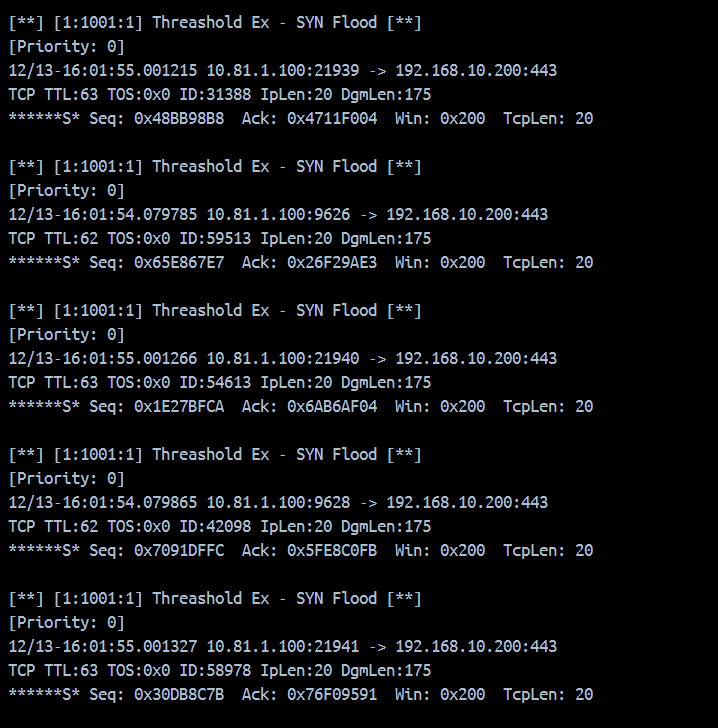 [**] [1:1001:1] Threashold Ex - SYN Flood [**]
[Priority: 0]
12/13-16:01:55.001215 10.81.1.100:21939 -> 192.168.10.200:443
TCP TTL:63 TOS:0x0 ID:31388 IpLen:20 DgmLen:175
******S* Seq: 0x48BB98B8  Ack: 0x4711F004  Win: 0x200  TcpLen: 20

[**] [1:1001:1] Threashold Ex - SYN Flood [**]
[Priority: 0]
12/13-16:01:54.079785 10.81.1.100:9626 -> 192.168.10.200:443
TCP TTL:62 TOS:0x0 ID:59513 IpLen:20 DgmLen:175
******S* Seq: 0x65E867E7  Ack: 0x26F29AE3  Win: 0x200  TcpLen: 20

[**] [1:1001:1] Threashold Ex - SYN Flood [**]
[Priority: 0]
12/13-16:01:55.001266 10.81.1.100:21940 -> 192.168.10.200:443
TCP TTL:63 TOS:0x0 ID:54613 IpLen:20 DgmLen:175
******S* Seq: 0x1E27BFCA  Ack: 0x6AB6AF04  Win: 0x200  TcpLen: 20

[**] [1:1001:1] Threashold Ex - SYN Flood [**]
[Priority: 0]
12/13-16:01:54.079865 10.81.1.100:9628 -> 192.168.10.200:443
TCP TTL:62 TOS:0x0 ID:42098 IpLen:20 DgmLen:175
******S* Seq: 0x7091DFFC  Ack: 0x5FE8C0FB  Win: 0x200  TcpLen: 20

[**] [1:1001:1] Threashold Ex - SYN Flood [**]
[Priority: 0]
12/13-16:01:55.001327 10.81.1.100:21941 -> 192.168.10.200:443
TCP TTL:63 TOS:0x0 ID:58978 IpLen:20 DgmLen:175
******S* Seq: 0x30DB8C7B  Ack: 0x76F09591  Win: 0x200  TcpLen: 20